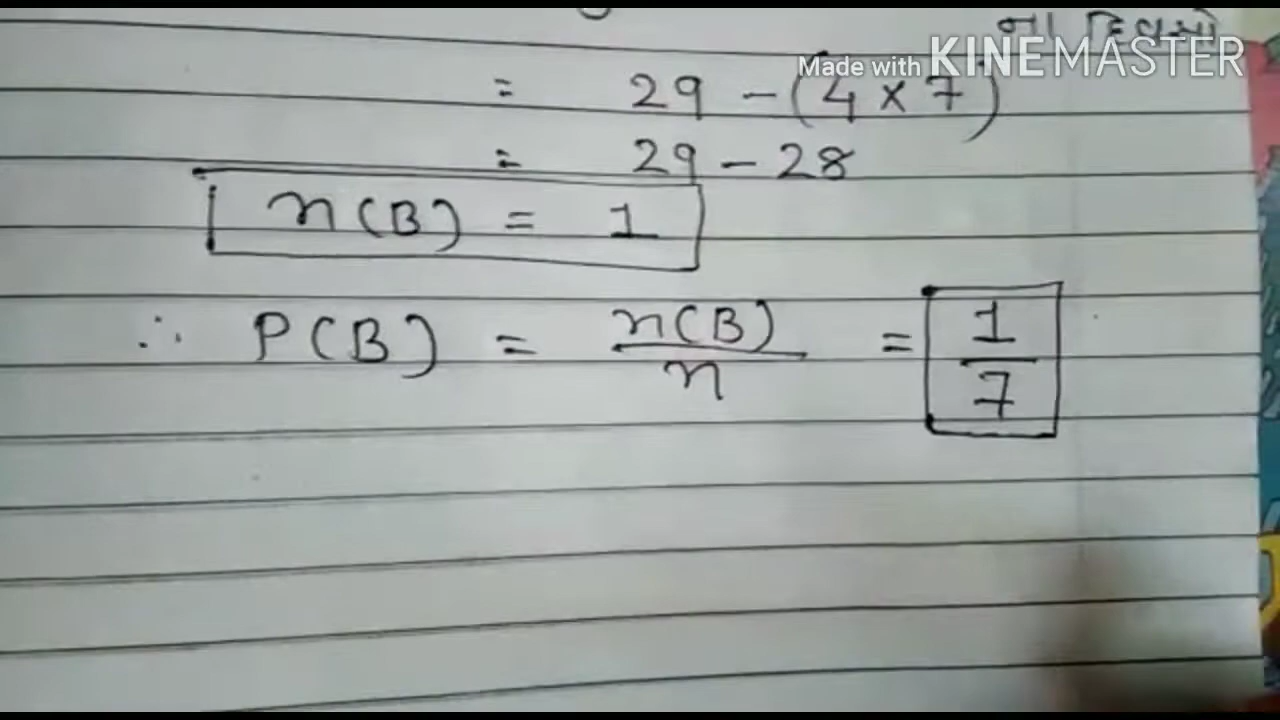 Made with KINEMASTER
= 29 - (4 × 7)
= 29 - 28
n(B) = 1
∴ P(B) = n(B)/n = 1/7